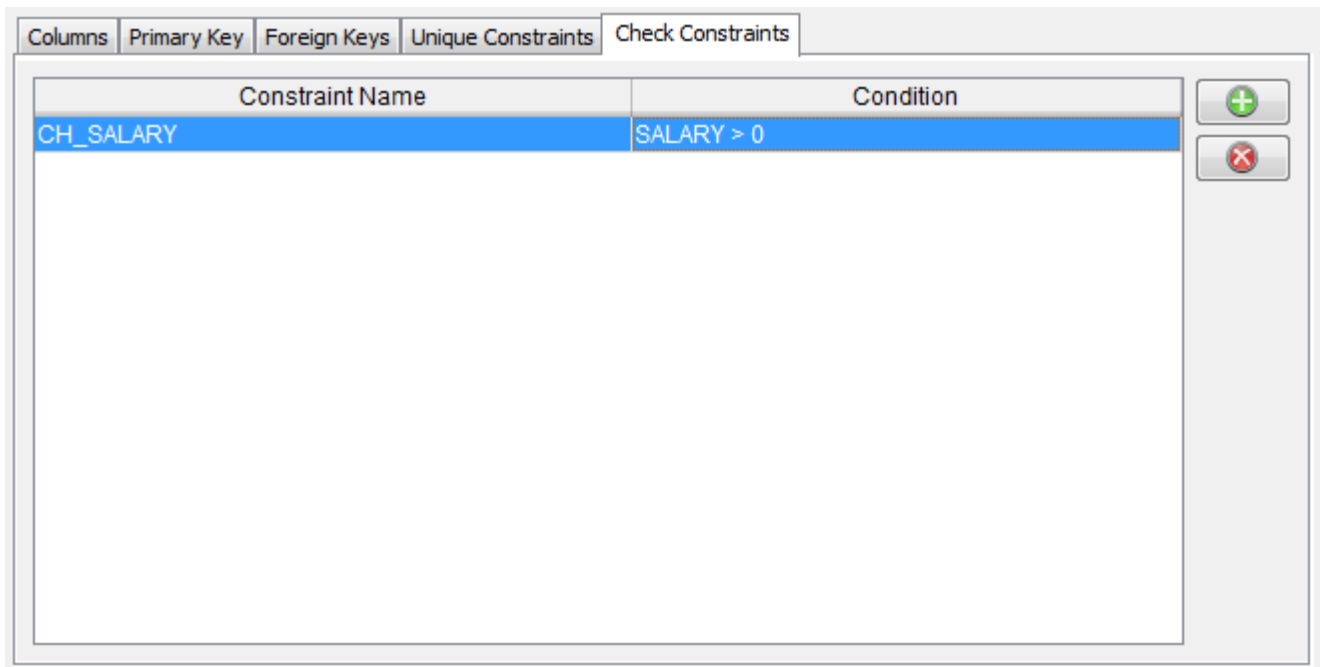 Columns Primary Key Foreign Keys Unique Constraints Check Constraints
Constraint Name Condition
CH_SALARY SALARY > 0